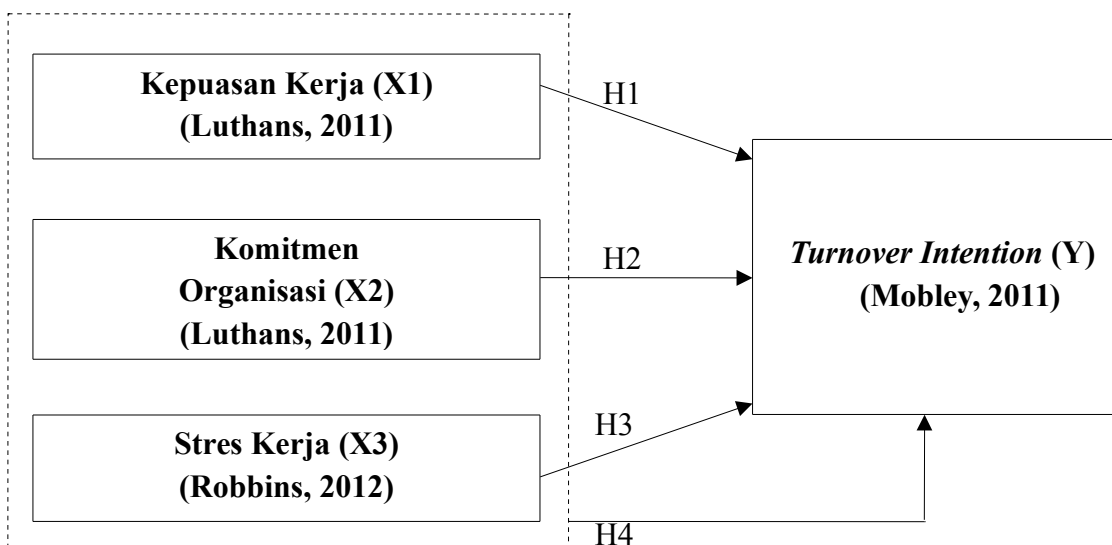 Kepuasan Kerja (X1)
(Luthans, 2011)
H1
Komitmen
Organisasi (X2)
(Luthans, 2011)
H2
Turnover Intention (Y)
(Mobley, 2011)
Stres Kerja (X3)
(Robbins, 2012)
H3
H4